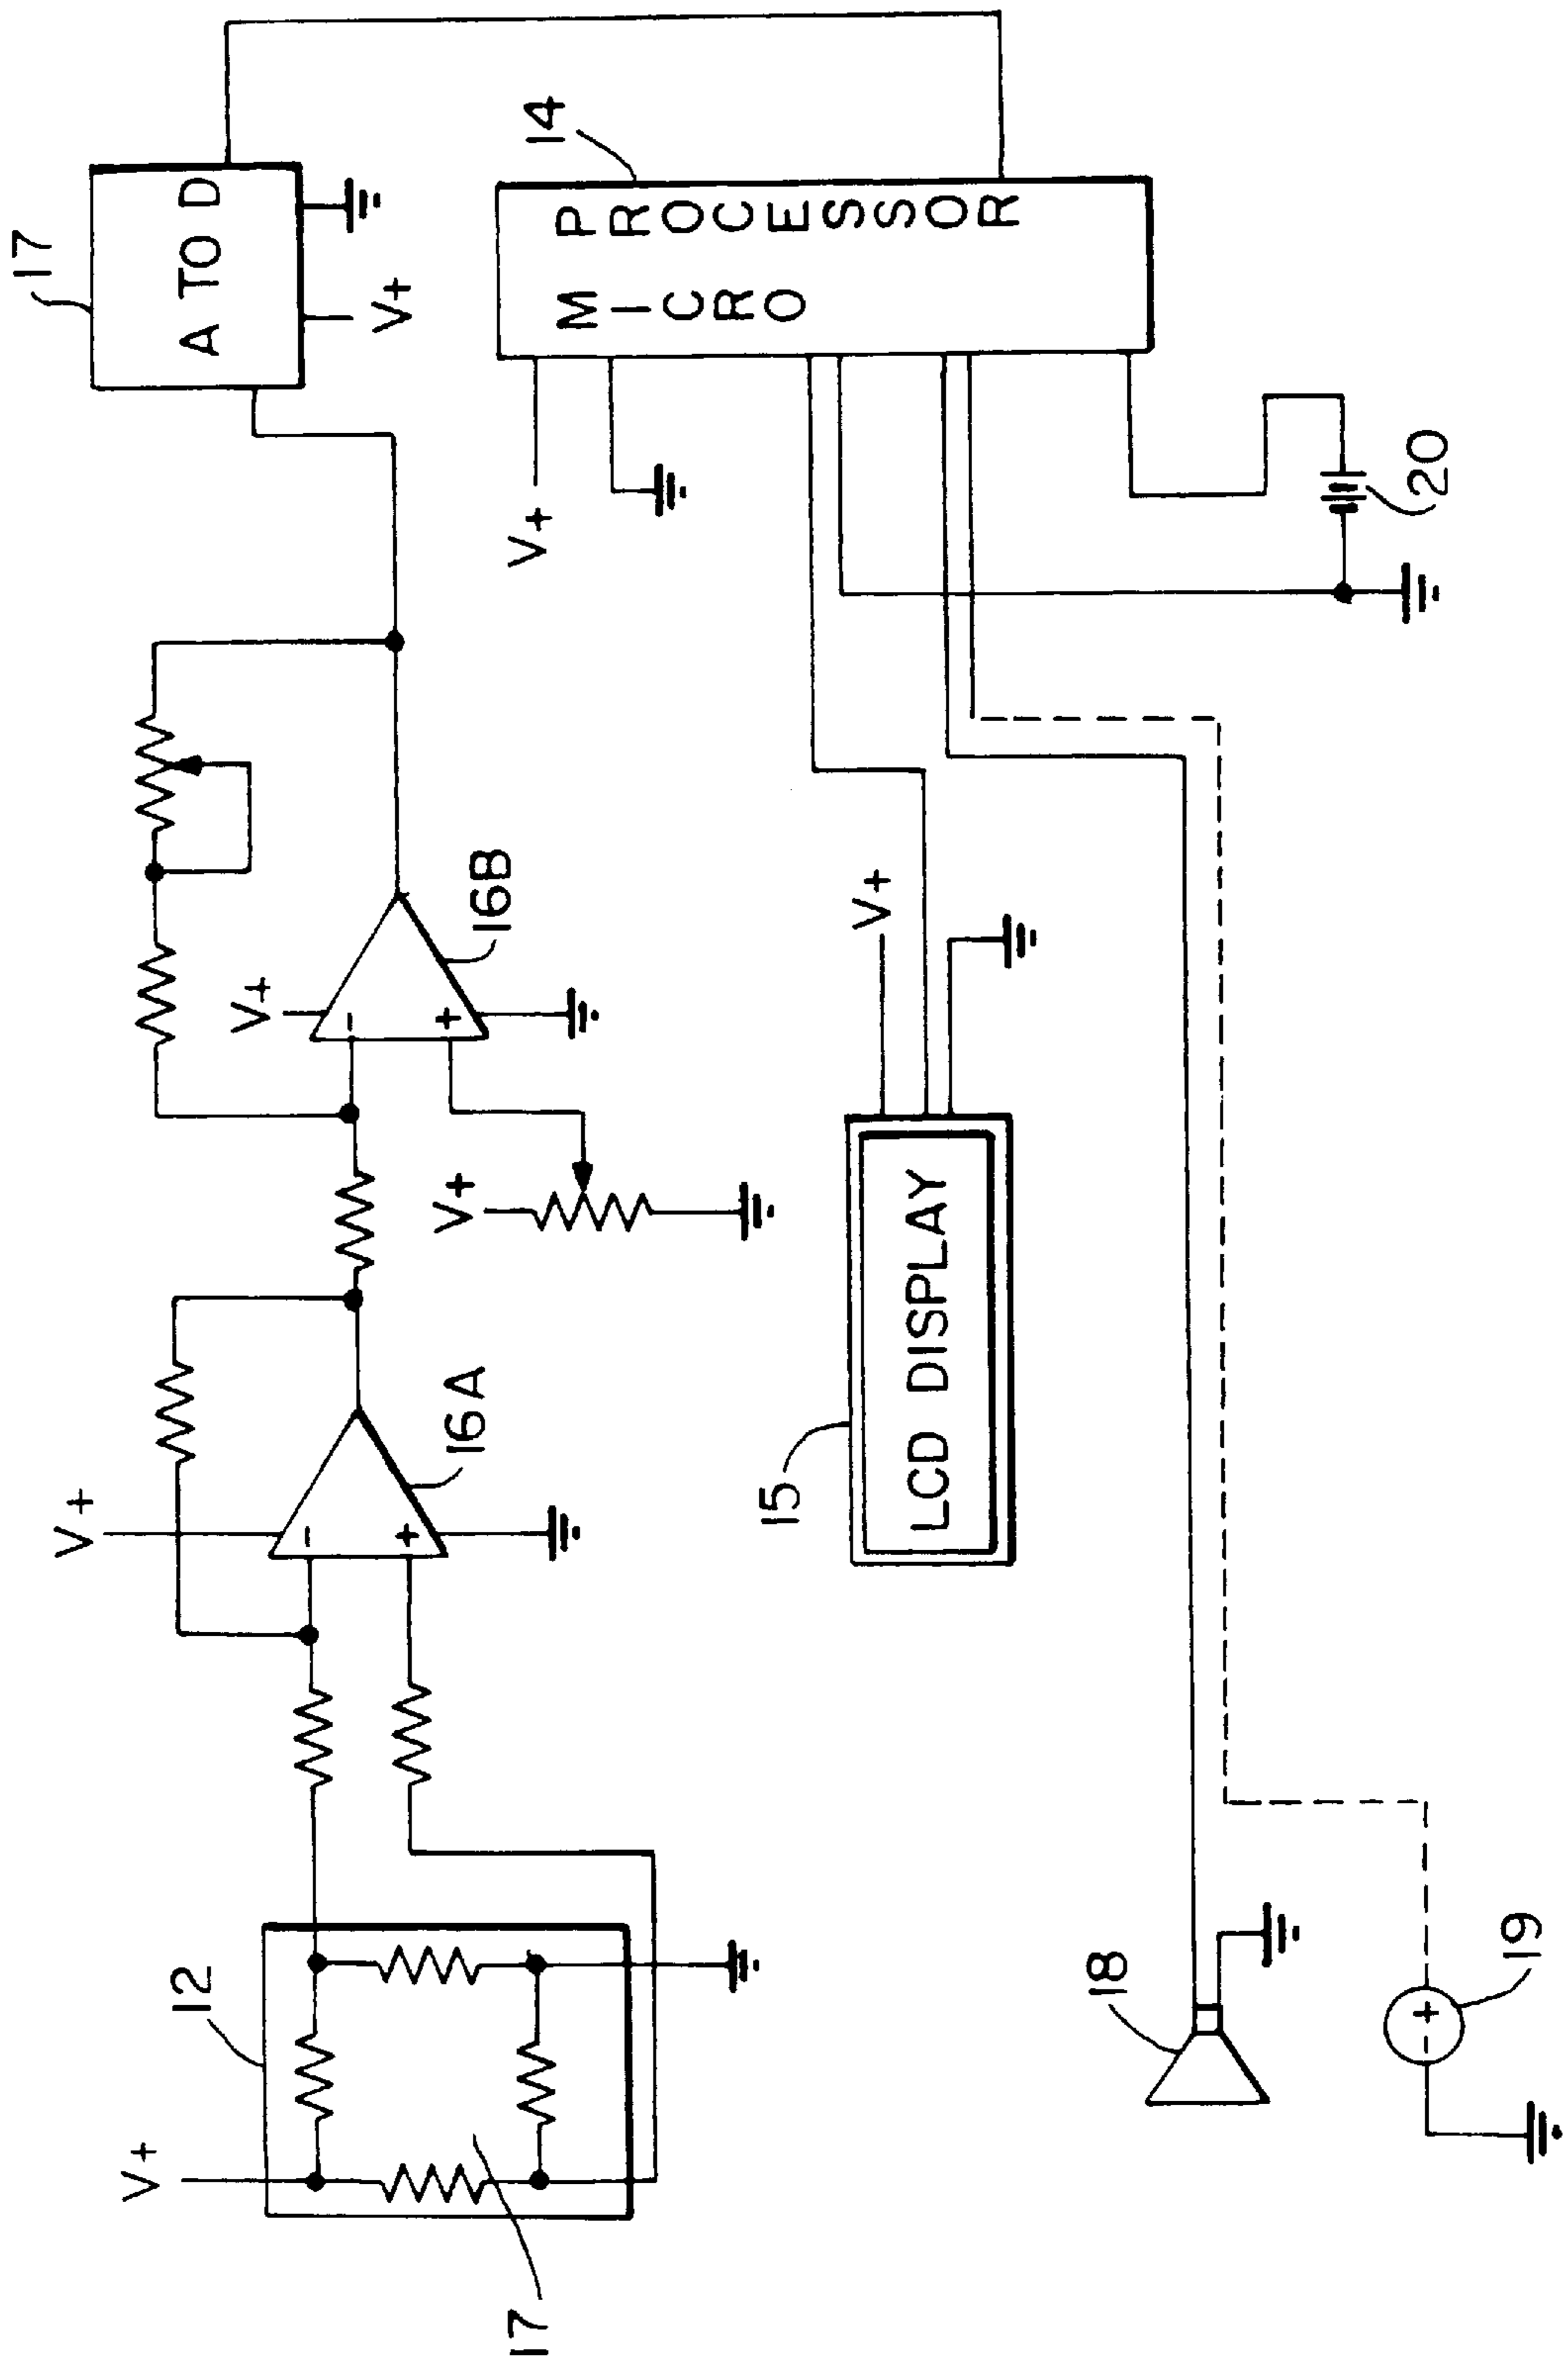 17
A TO D
V+
14
MICRO
PROCESSOR
V+
20
V+
16B
V+
V+
16A
V+
15
LCD DISPLAY
12
V+
17
18
19
-
+
-
+
- +